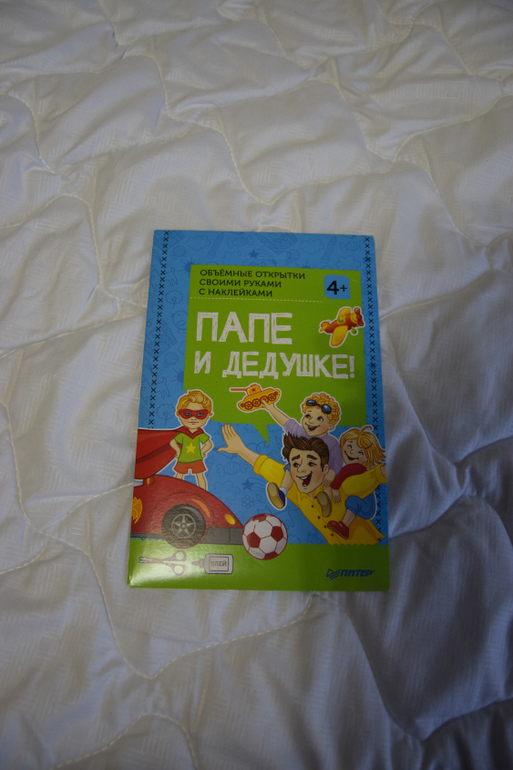 ОБЪЁМНЫЕ ОТКРЫТКИ
СВОИМИ РУКАМИ
С НАКЛЕЙКАМИ
4+
ПАПЕ
И ДЕДУШКЕ!
КЛЕЙ
ПИТЕР